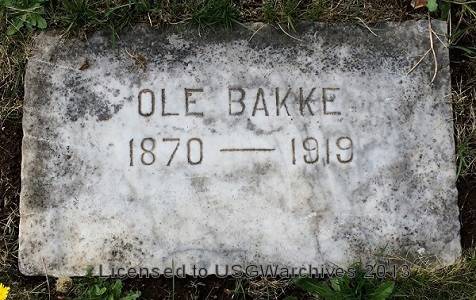 OLE BAKKE
1870 — 1919
Licensed to USGWarchives 2013